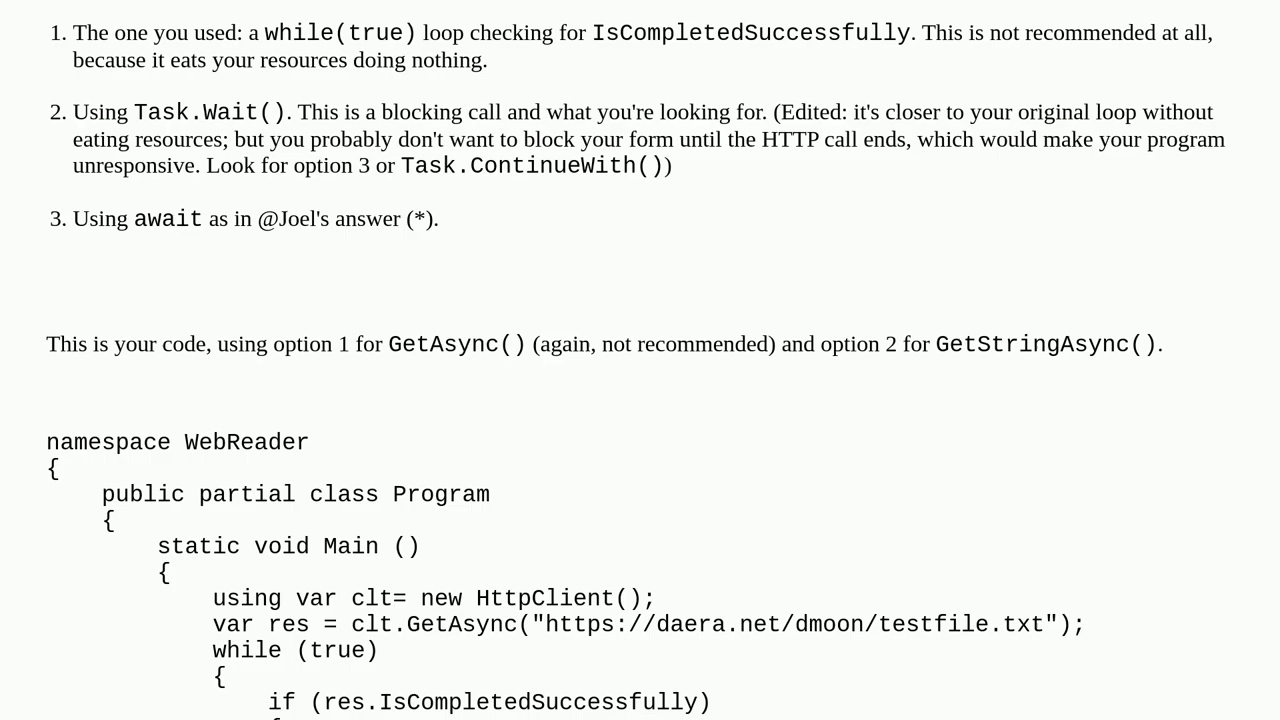 1. The one you used: a while(true) loop checking for IsCompletedSuccessfully. This is not recommended at all,
because it eats your resources doing nothing.
2. Using Task.Wait(). This is a blocking call and what you're looking for. (Edited: it's closer to your original loop without
eating resources; but you probably don't want to block your form until the HTTP call ends, which would make your program
unresponsive. Look for option 3 or Task.ContinueWith())
3. Using await as in @Joel's answer (*).
This is your code, using option 1 for GetAsync() (again, not recommended) and option 2 for GetStringAsync().
namespace WebReader
{
    public partial class Program
    {
        static void Main ()
        {
            using var clt= new HttpClient();
            var res = clt.GetAsync("https://daera.net/dmoon/testfile.txt");
            while (true)
            {
                if (res.IsCompletedSuccessfully)
                {